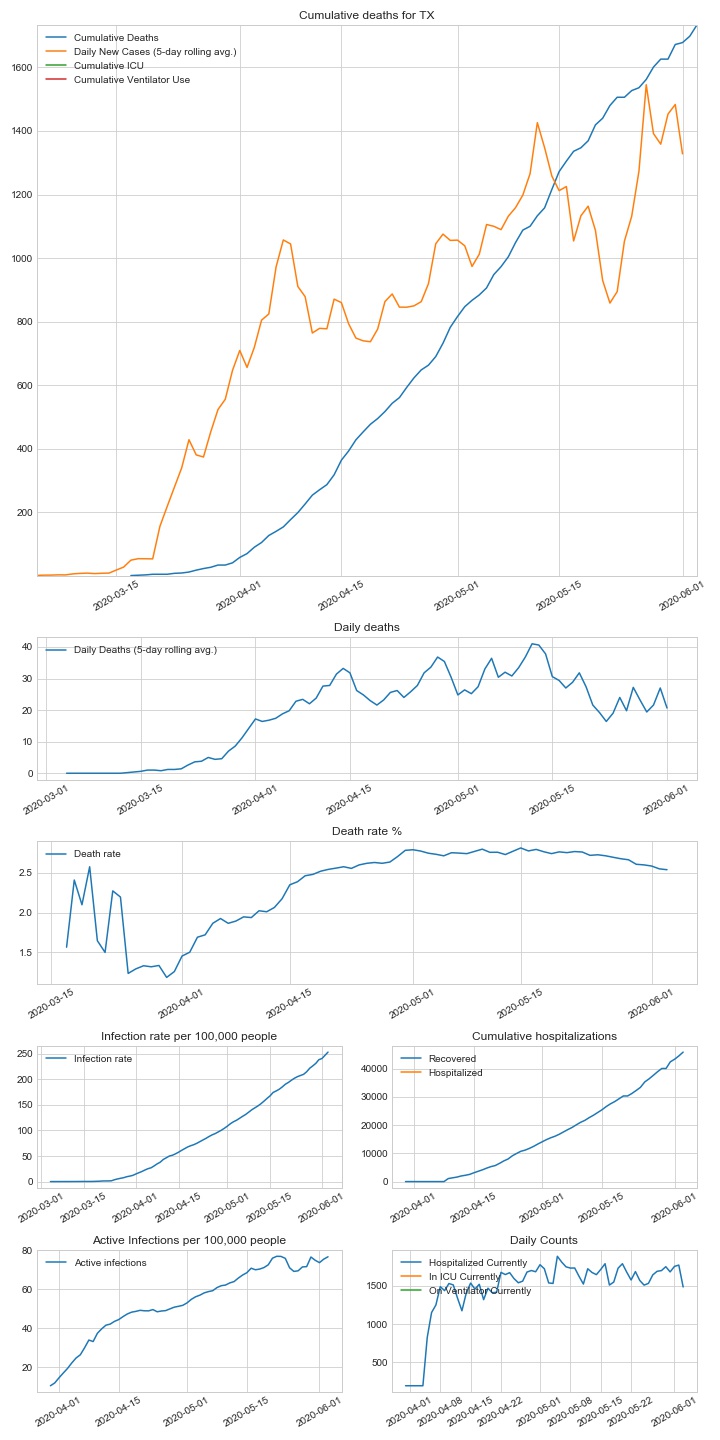 Cumulative deaths for TX
Cumulative Deaths
Daily New Cases (5-day rolling avg.)
Cumulative ICU
Cumulative Ventilator Use
1600
1400
1200
1000
800
600
400
200
2020-03-15 2020-04-01 2020-04-15 2020-05-01 2020-05-15 2020-06-01
Daily deaths
Daily Deaths (5-day rolling avg.)
40
30
20
10
0
2020-03-01 2020-03-15 2020-04-01 2020-04-15 2020-05-01 2020-05-15 2020-06-01
Death rate %
Death rate
2.5
2.0
1.5
2020-03-15 2020-04-01 2020-04-15 2020-05-01 2020-05-15 2020-06-01
Infection rate per 100,000 people
Infection rate
250
200
150
100
50
0
2020-03-01 2020-03-15 2020-04-01 2020-04-15 2020-05-01 2020-05-15 2020-06-01
Cumulative hospitalizations
Recovered
Hospitalized
40000
30000
20000
10000
0
2020-04-01 2020-04-15 2020-05-01 2020-05-15 2020-06-01
Active Infections per 100,000 people
Active infections
80
60
40
20
2020-04-01 2020-04-15 2020-05-01 2020-05-15 2020-06-01
Daily Counts
Hospitalized Currently
In ICU Currently
On Ventilator Currently
1500
1000
500
2020-04-01 2020-04-08 2020-04-15 2020-04-22 2020-05-01 2020-05-08 2020-05-15 2020-05-22 2020-06-01